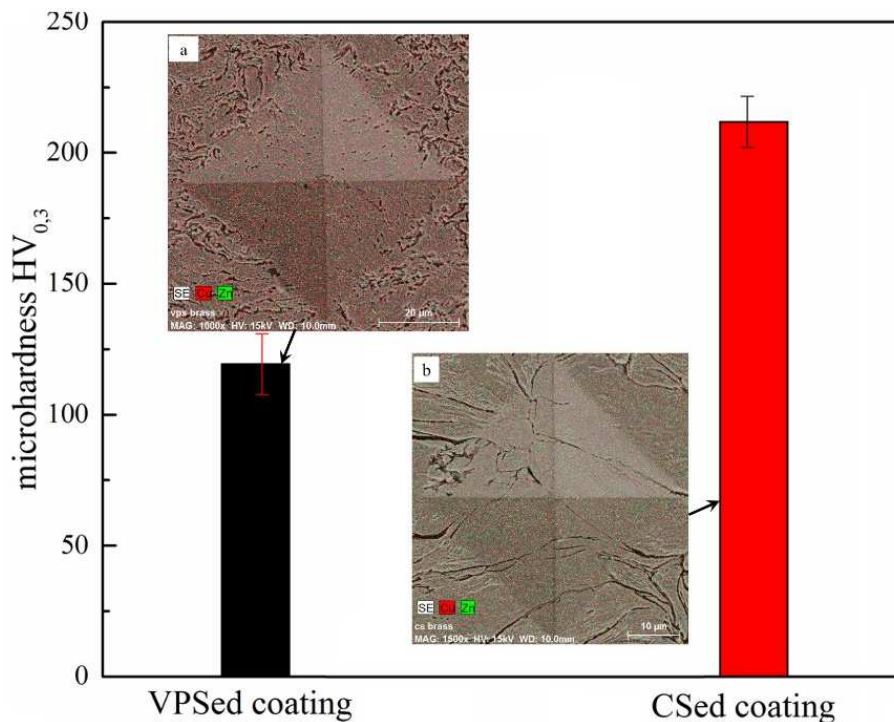 250
200
150
100
50
0
microhardness HV0,3
a
SE Cu Zn
vps brass
MAG: 1000x HV: 15kV WD: 10.0mm
20 µm
b
SE Cu Zn
cs brass
MAG: 1500x HV: 15kV WD: 10.0mm
10 µm
VPSed coating
CSed coating